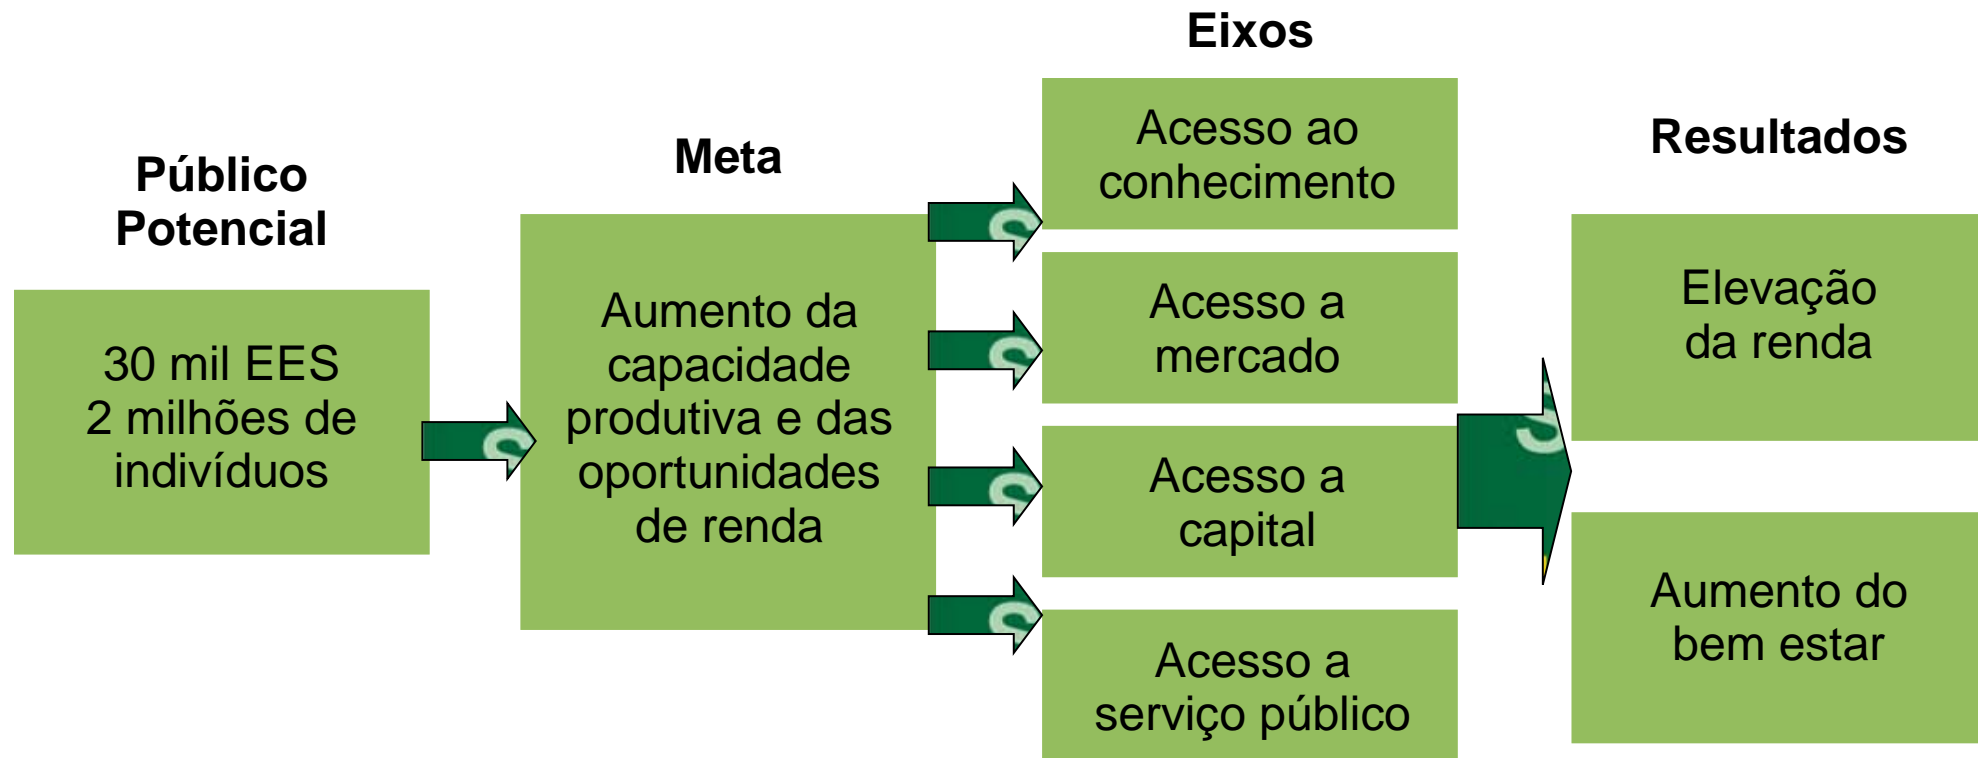 Público
Potencial
30 mil EES
2 milhões de
indivíduos
Meta
Aumento da
capacidade
produtiva e das
oportunidades
de renda
Eixos
Acesso ao
conhecimento
Acesso a
mercado
Acesso a
capital
Acesso a
serviço público
Resultados
Elevação
da renda
Aumento do
bem estar